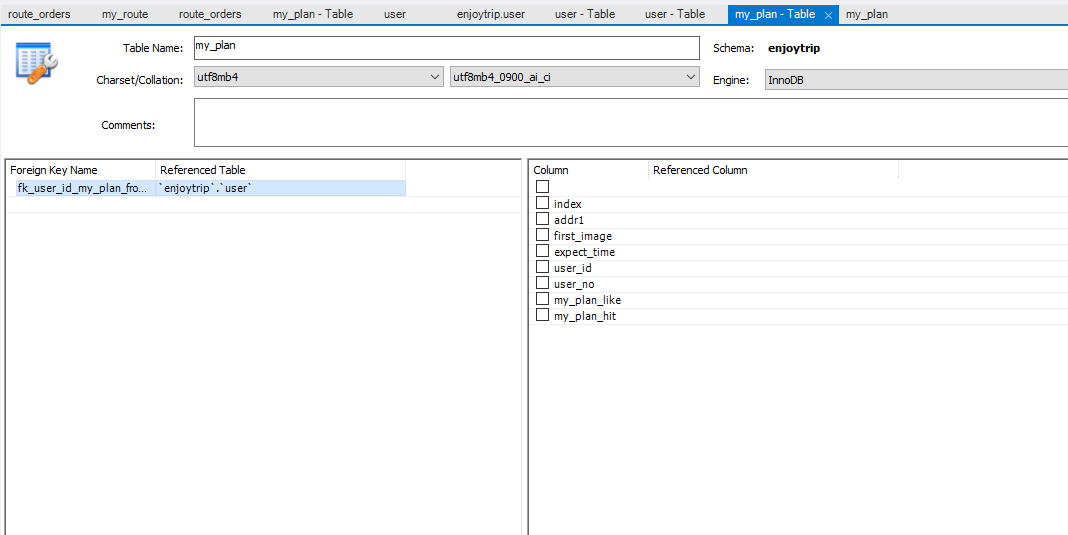 route_orders my_route route_orders my_plan - Table user enjoytrip.user user - Table user - Table my_plan - Table × my_plan
Table Name: my_plan Schema: enjoytrip
Charset/Collation: utf8mb4 utf8mb4_0900_ai_ci Engine: InnoDB
Comments:
Foreign Key Name Referenced Table
fk_user_id_my_plan_fro... `enjoytrip`.`user`
Column Referenced Column
index
addr1
first_image
expect_time
user_id
user_no
my_plan_like
my_plan_hit